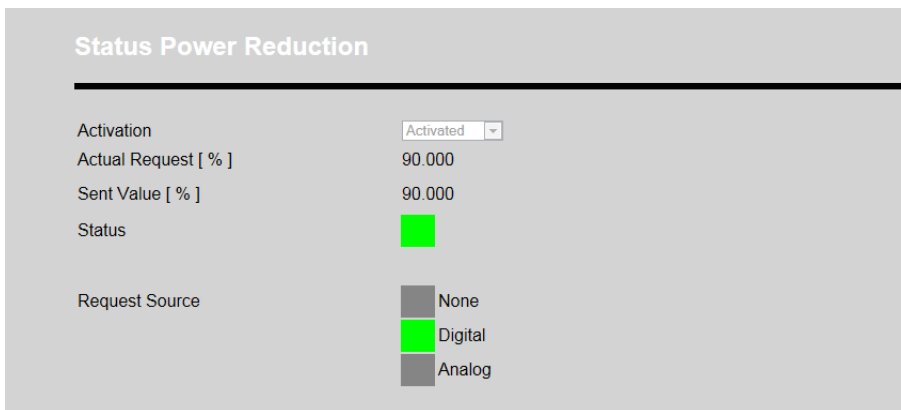 Status Power Reduction
Activation Activated
Actual Request [ % ] 90.000
Sent Value [ % ] 90.000
Status
Request Source None
Digital
Analog